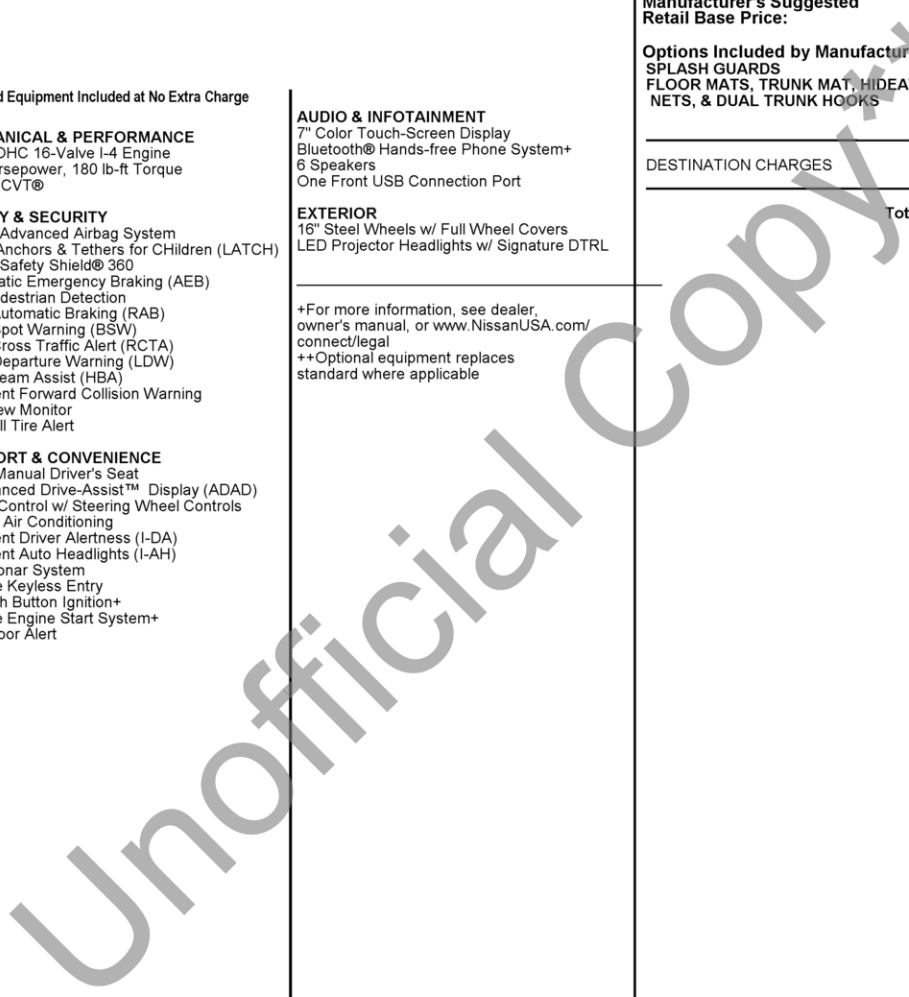 d Equipment Included at No Extra Charge
ANICAL & PERFORMANCE
OHC 16-Valve I-4 Engine
rsepower, 180 lb-ft Torque
CVT®
Y & SECURITY
Advanced Airbag System
Anchors & Tethers for CHildren (LATCH)
Safety Shield® 360
atic Emergency Braking (AEB)
destrian Detection
utomatic Braking (RAB)
pot Warning (BSW)
ross Traffic Alert (RCTA)
Departure Warning (LDW)
eam Assist (HBA)
ent Forward Collision Warning
ew Monitor
ll Tire Alert
ORT & CONVENIENCE
Manual Driver's Seat
anced Drive-Assist™ Display (ADAD)
Control w/ Steering Wheel Controls
Air Conditioning
ent Driver Alertness (I-DA)
ent Auto Headlights (I-AH)
onar System
e Keyless Entry
h Button Ignition+
e Engine Start System+
oor Alert
AUDIO & INFOTAINMENT
7" Color Touch-Screen Display
Bluetooth® Hands-free Phone System+
6 Speakers
One Front USB Connection Port
EXTERIOR
16" Steel Wheels w/ Full Wheel Covers
LED Projector Headlights w/ Signature DTRL
+For more information, see dealer,
owner's manual, or www.NissanUSA.com/
connect/legal
++Optional equipment replaces
standard where applicable
Manufacturer's Suggested
Retail Base Price:
Options Included by Manufactur
SPLASH GUARDS
FLOOR MATS, TRUNK MAT, HIDEA
NETS, & DUAL TRUNK HOOKS
DESTINATION CHARGES
Tot
Unofficial Copy**